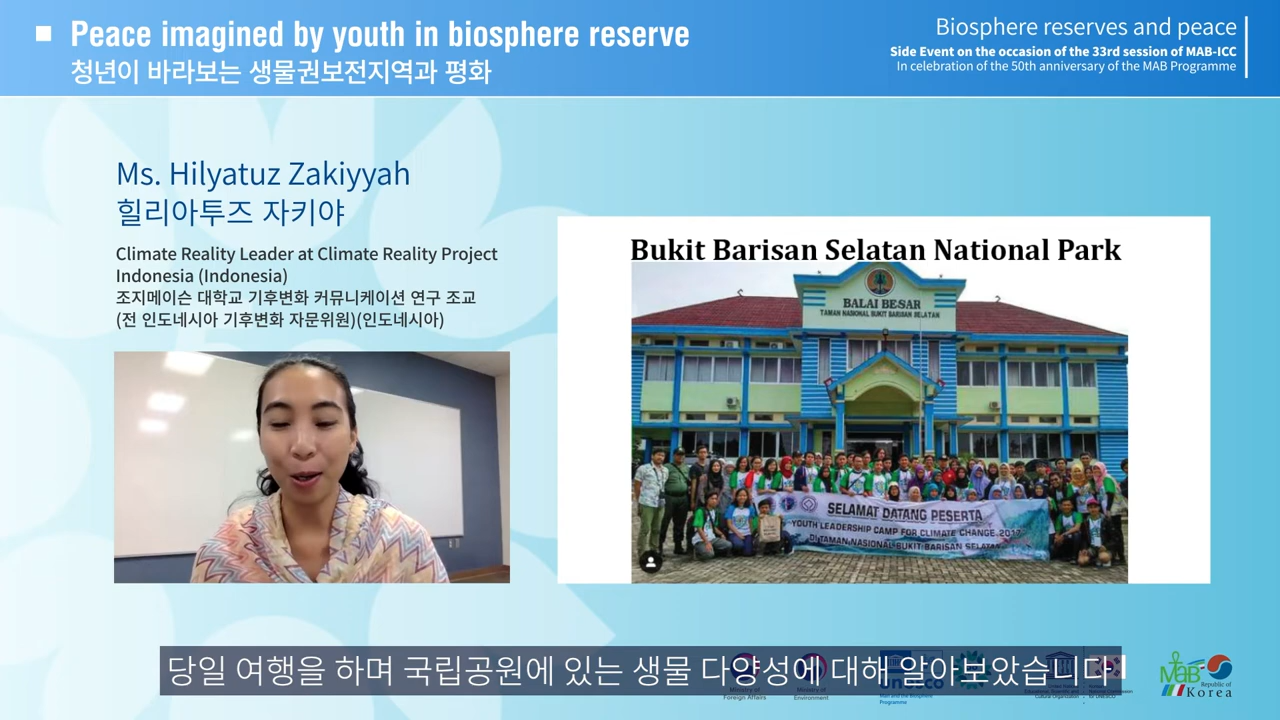 Peace imagined by youth in biosphere reserve
청년이 바라보는 생물권보전지역과 평화
Biosphere reserves and peace
Side Event on the occasion of the 33rd session of MAB-ICC
In celebration of the 50th anniversary of the MAB Programme
Ms. Hilyatuz Zakiyyah
힐리아투즈 자키야
Climate Reality Leader at Climate Reality Project
Indonesia (Indonesia)
조지메이슨 대학교 기후변화 커뮤니케이션 연구 조교
(전 인도네시아 기후변화 자문위원)(인도네시아)
Bukit Barisan Selatan National Park
BALAI BESAR
TAMAN NASIONAL BUKIT BARISAN SELATAN
SELAMAT DATANG PESERTA
YOUTH LEADERSHIP CAMP FOR CLIMATE CHANGE 2017
DI TAMAN NASIONAL BUKIT BARISAN SELATAN
당일 여행을 하며 국립공원에 있는 생물 다양성에 대해 알아보았습니다
Ministry of
Foreign Affairs
Ministry of
Environment
unesco
Man and the Biosphere
Programme
MAB
Republic of
Korea